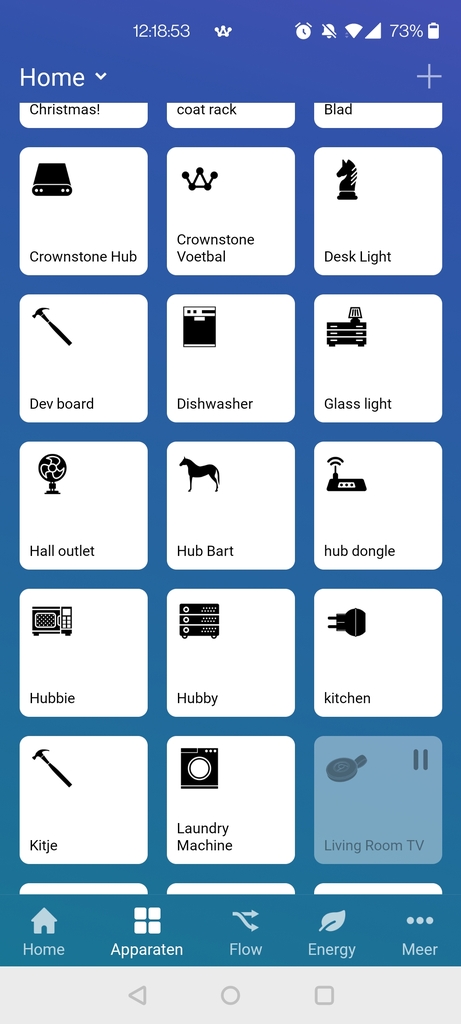 12:18:53
73%
Home
Christmas!
coat rack
Blad
Crownstone Hub
Crownstone
Voetbal
Desk Light
Dev board
Dishwasher
Glass light
Hall outlet
Hub Bart
hub dongle
Hubbie
Hubby
kitchen
Kitje
Laundry
Machine
Living Room TV
Home
Apparaten
Flow
Energy
Meer